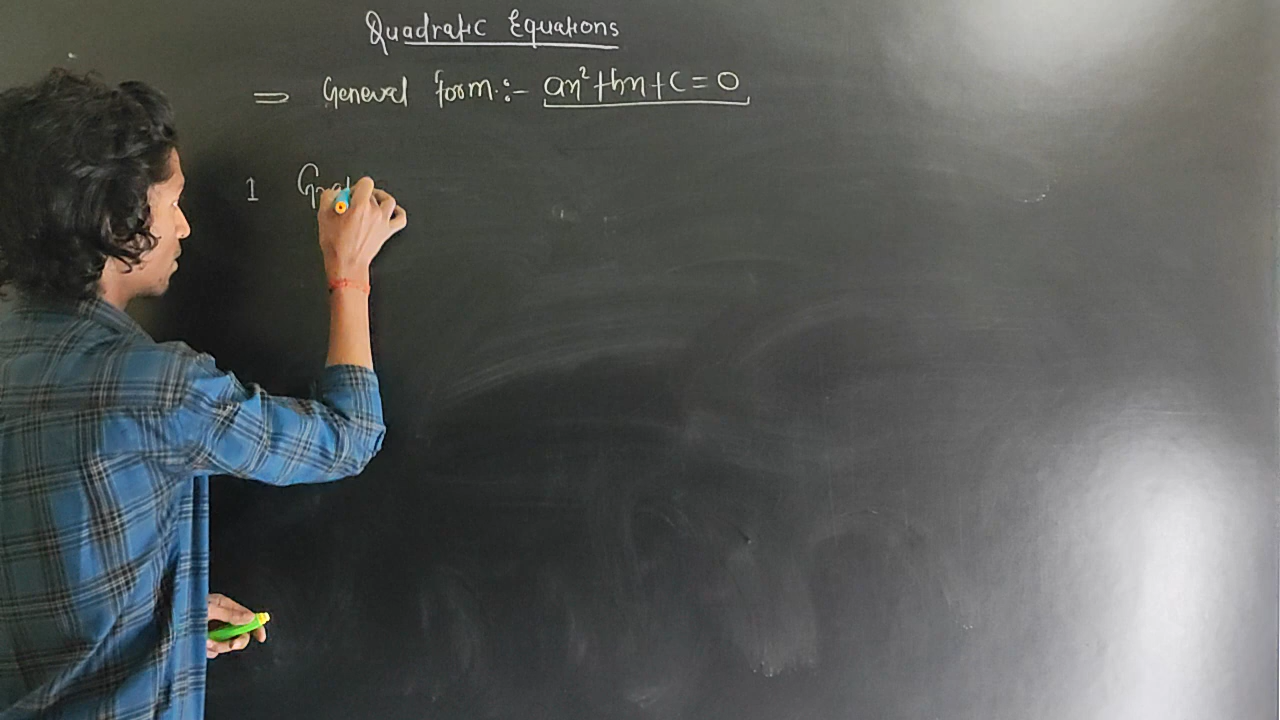 Quadratic Equations
⇒ General form :- ax²+bx+c=0
1